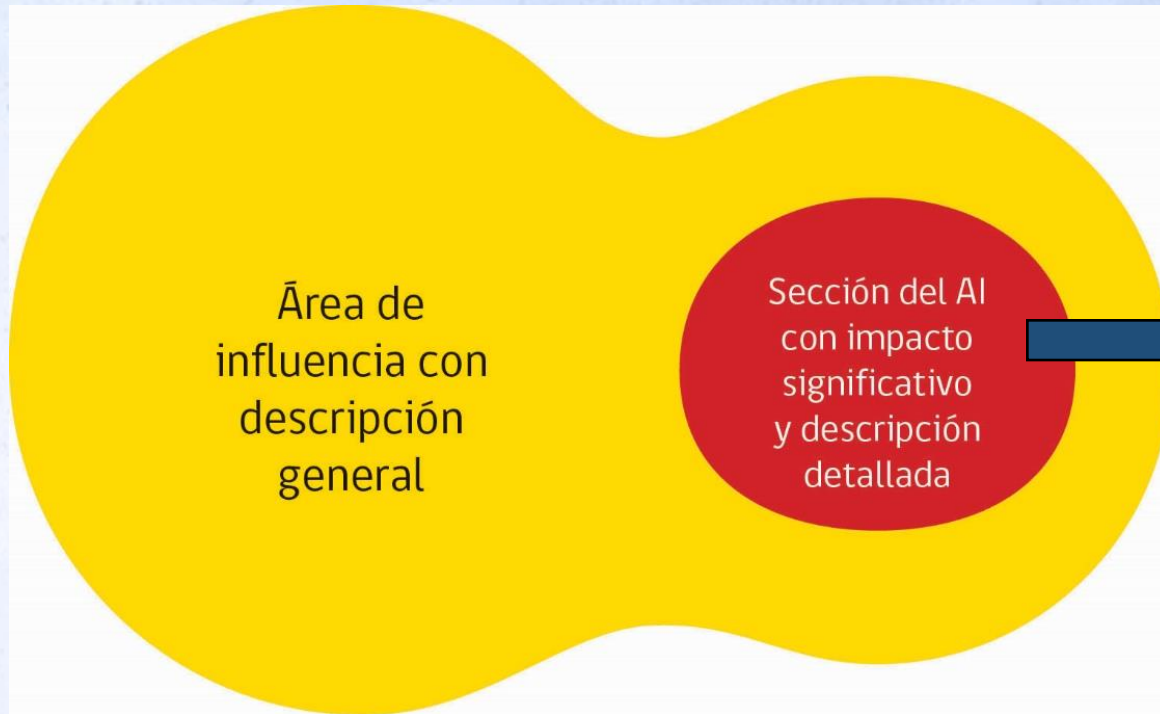 Área de
influencia con
descripción
general
Sección del AI
con impacto
significativo
y descripción
detallada